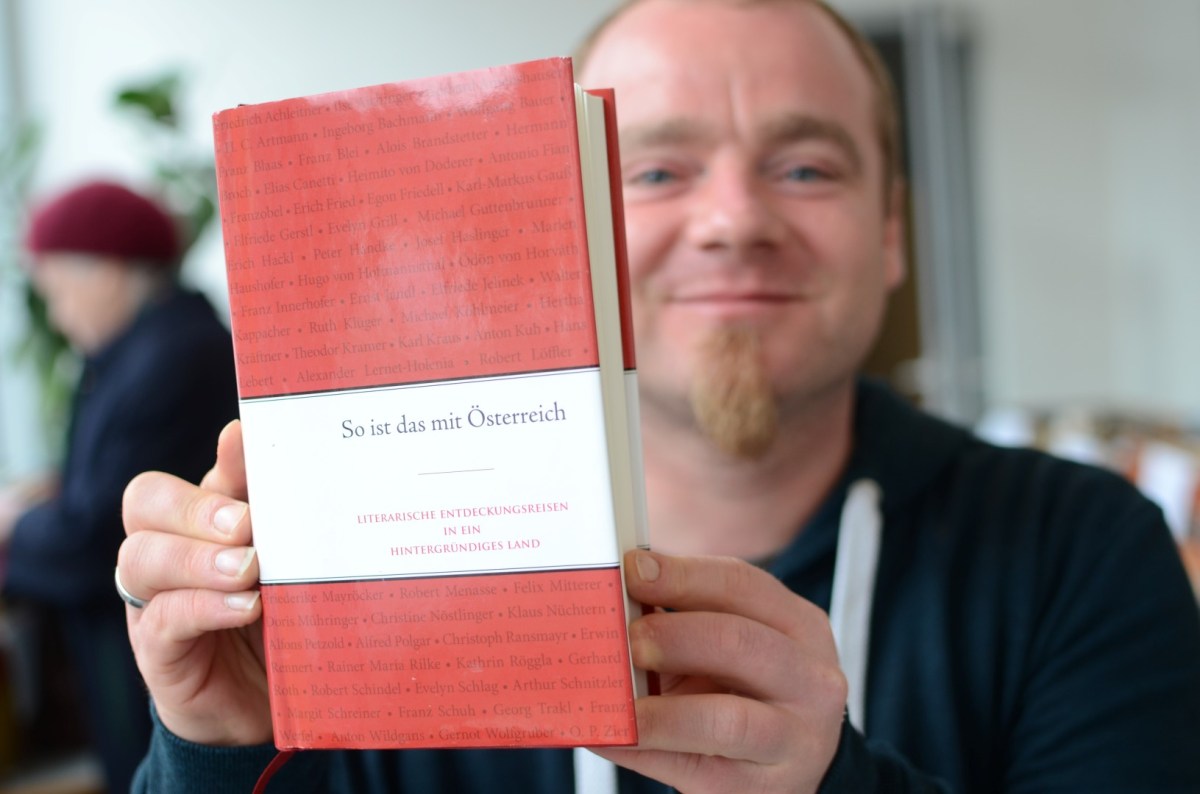 Friedrich Achleitner •
• H. C. Artmann • Ingeborg Bachmann • Wolfgang Bauer •
Franz Blaas • Franz Blei • Alois Brandstetter • Hermann
Broch • Elias Canetti • Heimito von Doderer • Antonio Fian
• Franzobel • Erich Fried • Egon Friedell • Karl-Markus Gauß
• Elfriede Gerstl • Evelyn Grill • Michael Guttenbrunner •
Erich Hackl • Peter Handke • Josef Haslinger • Marlen
Haushofer • Hugo von Hofmannsthal • Ödön von Horváth
• Franz Innerhofer • Ernst Jandl • Elfriede Jelinek • Walter
Kappacher • Ruth Klüger • Michael Köhlmeier • Hertha
Kräftner • Theodor Kramer • Karl Kraus • Anton Kuh • Hans
Lebert • Alexander Lernet-Holenia • Robert Löffler •
So ist das mit Österreich
LITERARISCHE ENTDECKUNGSREISEN
IN EIN
HINTERGRÜNDIGES LAND
Friederike Mayröcker • Robert Menasse • Felix Mitterer •
Doris Mühringer • Christine Nöstlinger • Klaus Nüchtern •
Alfons Petzold • Alfred Polgar • Christoph Ransmayr • Erwin
Rennert • Rainer Maria Rilke • Kathrin Röggla • Gerhard
Roth • Robert Schindel • Evelyn Schlag • Arthur Schnitzler
• Margit Schreiner • Franz Schuh • Georg Trakl • Franz
Werfel • Anton Wildgans • Gernot Wolfgruber • O. P. Zier